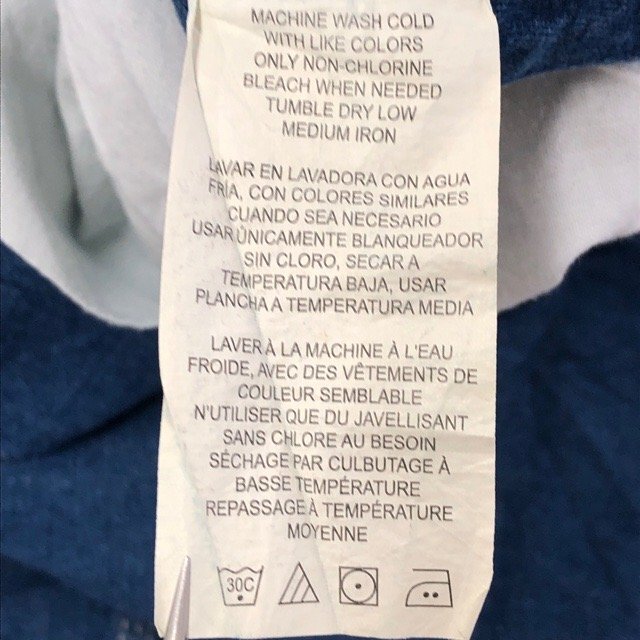 MACHINE WASH COLD
WITH LIKE COLORS
ONLY NON-CHLORINE
BLEACH WHEN NEEDED
TUMBLE DRY LOW
MEDIUM IRON
LAVAR EN LAVADORA CON AGUA
FRÍA, CON COLORES SIMILARES
CUANDO SEA NECESARIO
USAR ÚNICAMENTE BLANQUEADOR
SIN CLORO, SECAR A
TEMPERATURA BAJA, USAR
PLANCHA A TEMPERATURA MEDIA
LAVER À LA MACHINE À L'EAU
FROIDE, AVEC DES VÊTEMENTS DE
COULEUR SEMBLABLE
N'UTILISER QUE DU JAVELLISANT
SANS CHLORE AU BESOIN
SÉCHAGE PAR CULBUTAGE À
BASSE TEMPÉRATURE
REPASSAGE À TEMPÉRATURE
MOYENNE
30C